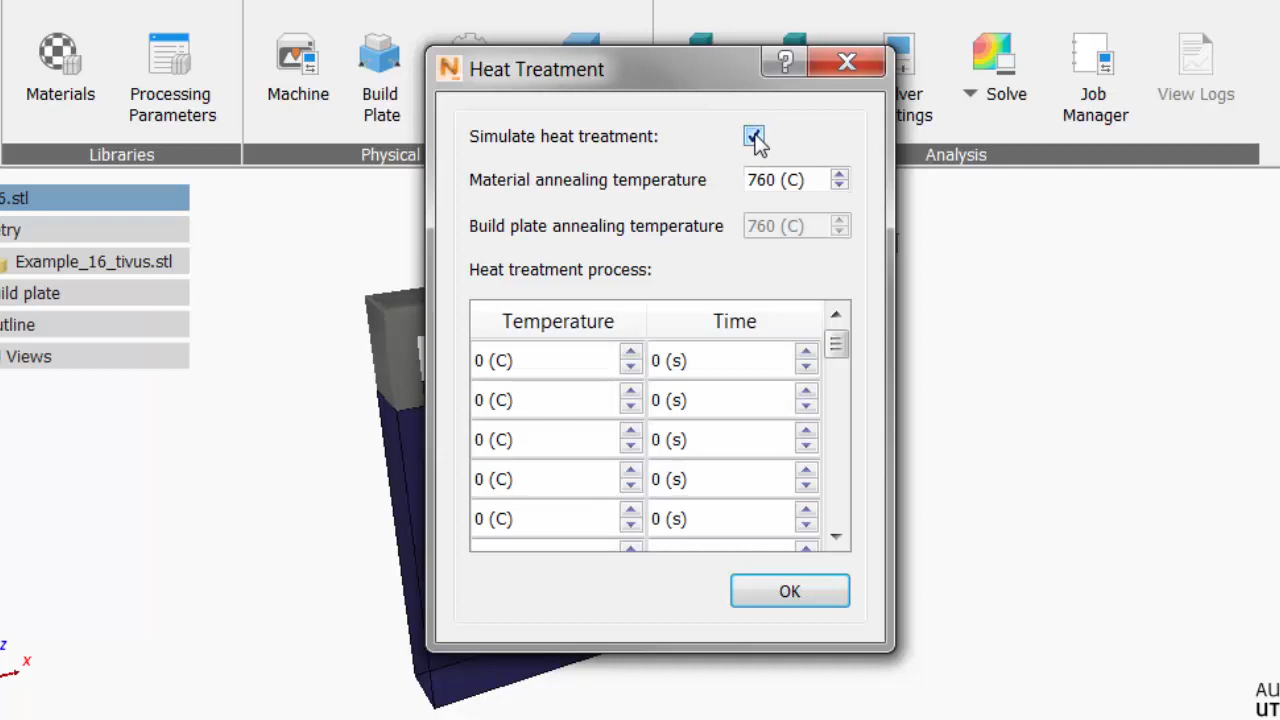 Materials
Processing
Parameters
Machine
Build
Plate
Solve
Job
Manager
View Logs
Libraries
Physical
Analysis
Heat Treatment
?
Simulate heat treatment:
Material annealing temperature 760 (C)
Build plate annealing temperature 760 (C)
Heat treatment process:
Temperature Time
0 (C) 0 (s)
0 (C) 0 (s)
0 (C) 0 (s)
0 (C) 0 (s)
0 (C) 0 (s)
OK
6.stl
etry
Example_16_tivus.stl
ild plate
utline
l Views
lver
ttings
z
x
AU
UT